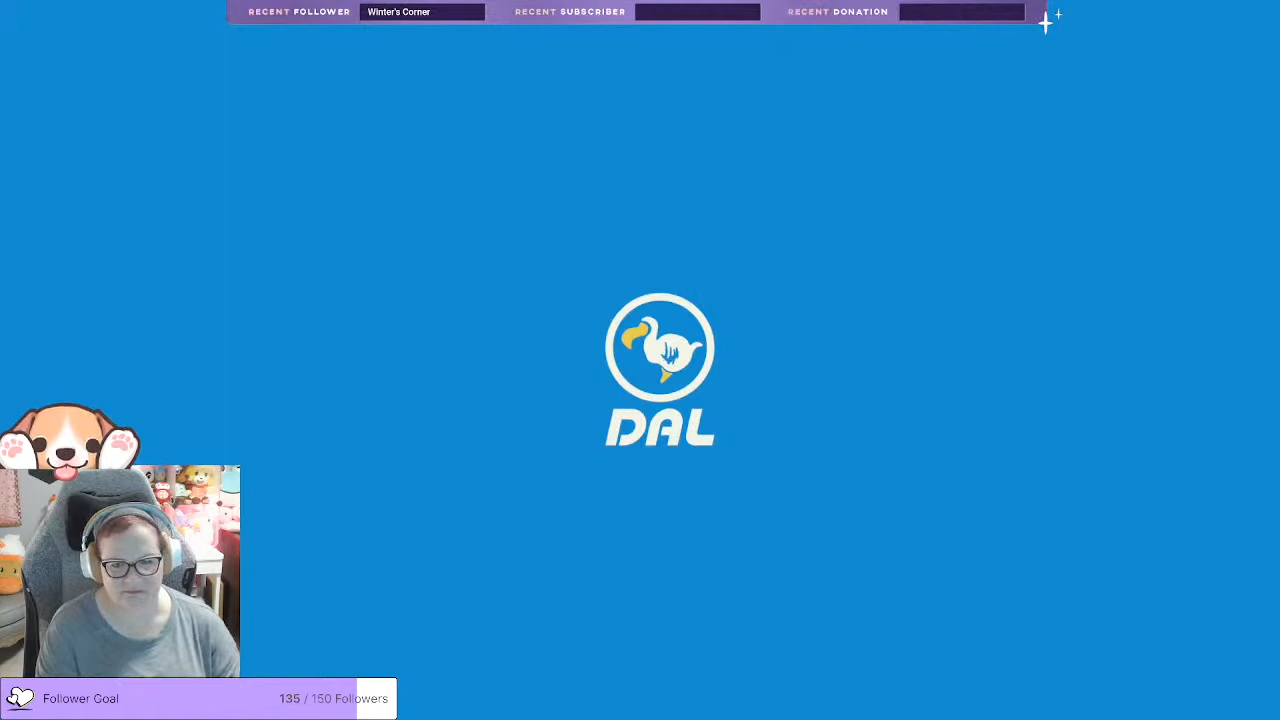 RECENT FOLLOWER Winter's Corner RECENT SUBSCRIBER RECENT DONATION
DAL
Follower Goal 135 / 150 Followers